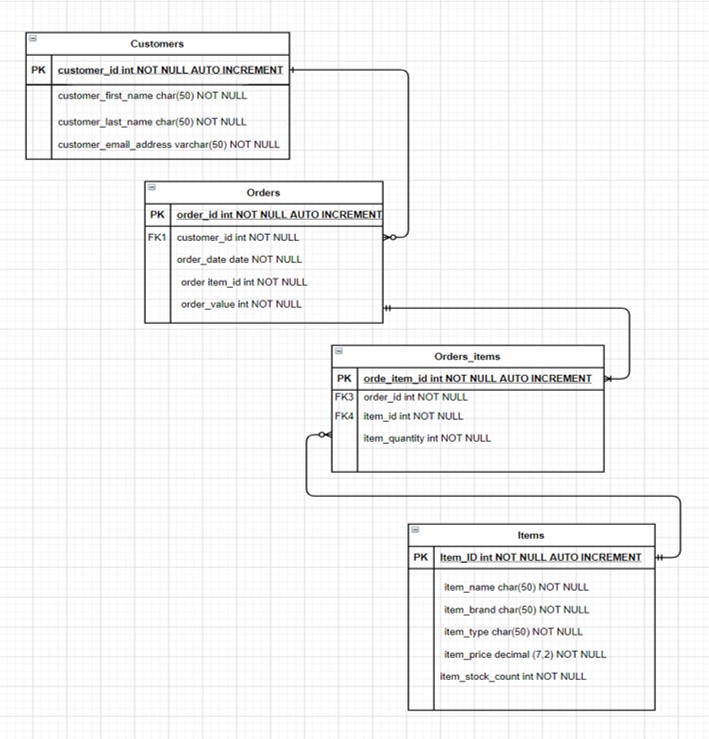 Customers
PK customer_id int NOT NULL AUTO INCREMENT
customer_first_name char(50) NOT NULL
customer_last_name char(50) NOT NULL
customer_email_address varchar(50) NOT NULL
Orders
PK order_id int NOT NULL AUTO INCREMENT
FK1 customer_id int NOT NULL
order_date date NOT NULL
order item_id int NOT NULL
order_value int NOT NULL
Orders_items
PK orde_item_id int NOT NULL AUTO INCREMENT
FK3 order_id int NOT NULL
FK4 item_id int NOT NULL
item_quantity int NOT NULL
Items
PK Item_ID int NOT NULL AUTO INCREMENT
item_name char(50) NOT NULL
item_brand char(50) NOT NULL
item_type char(50) NOT NULL
item_price decimal (7,2) NOT NULL
item_stock_count int NOT NULL